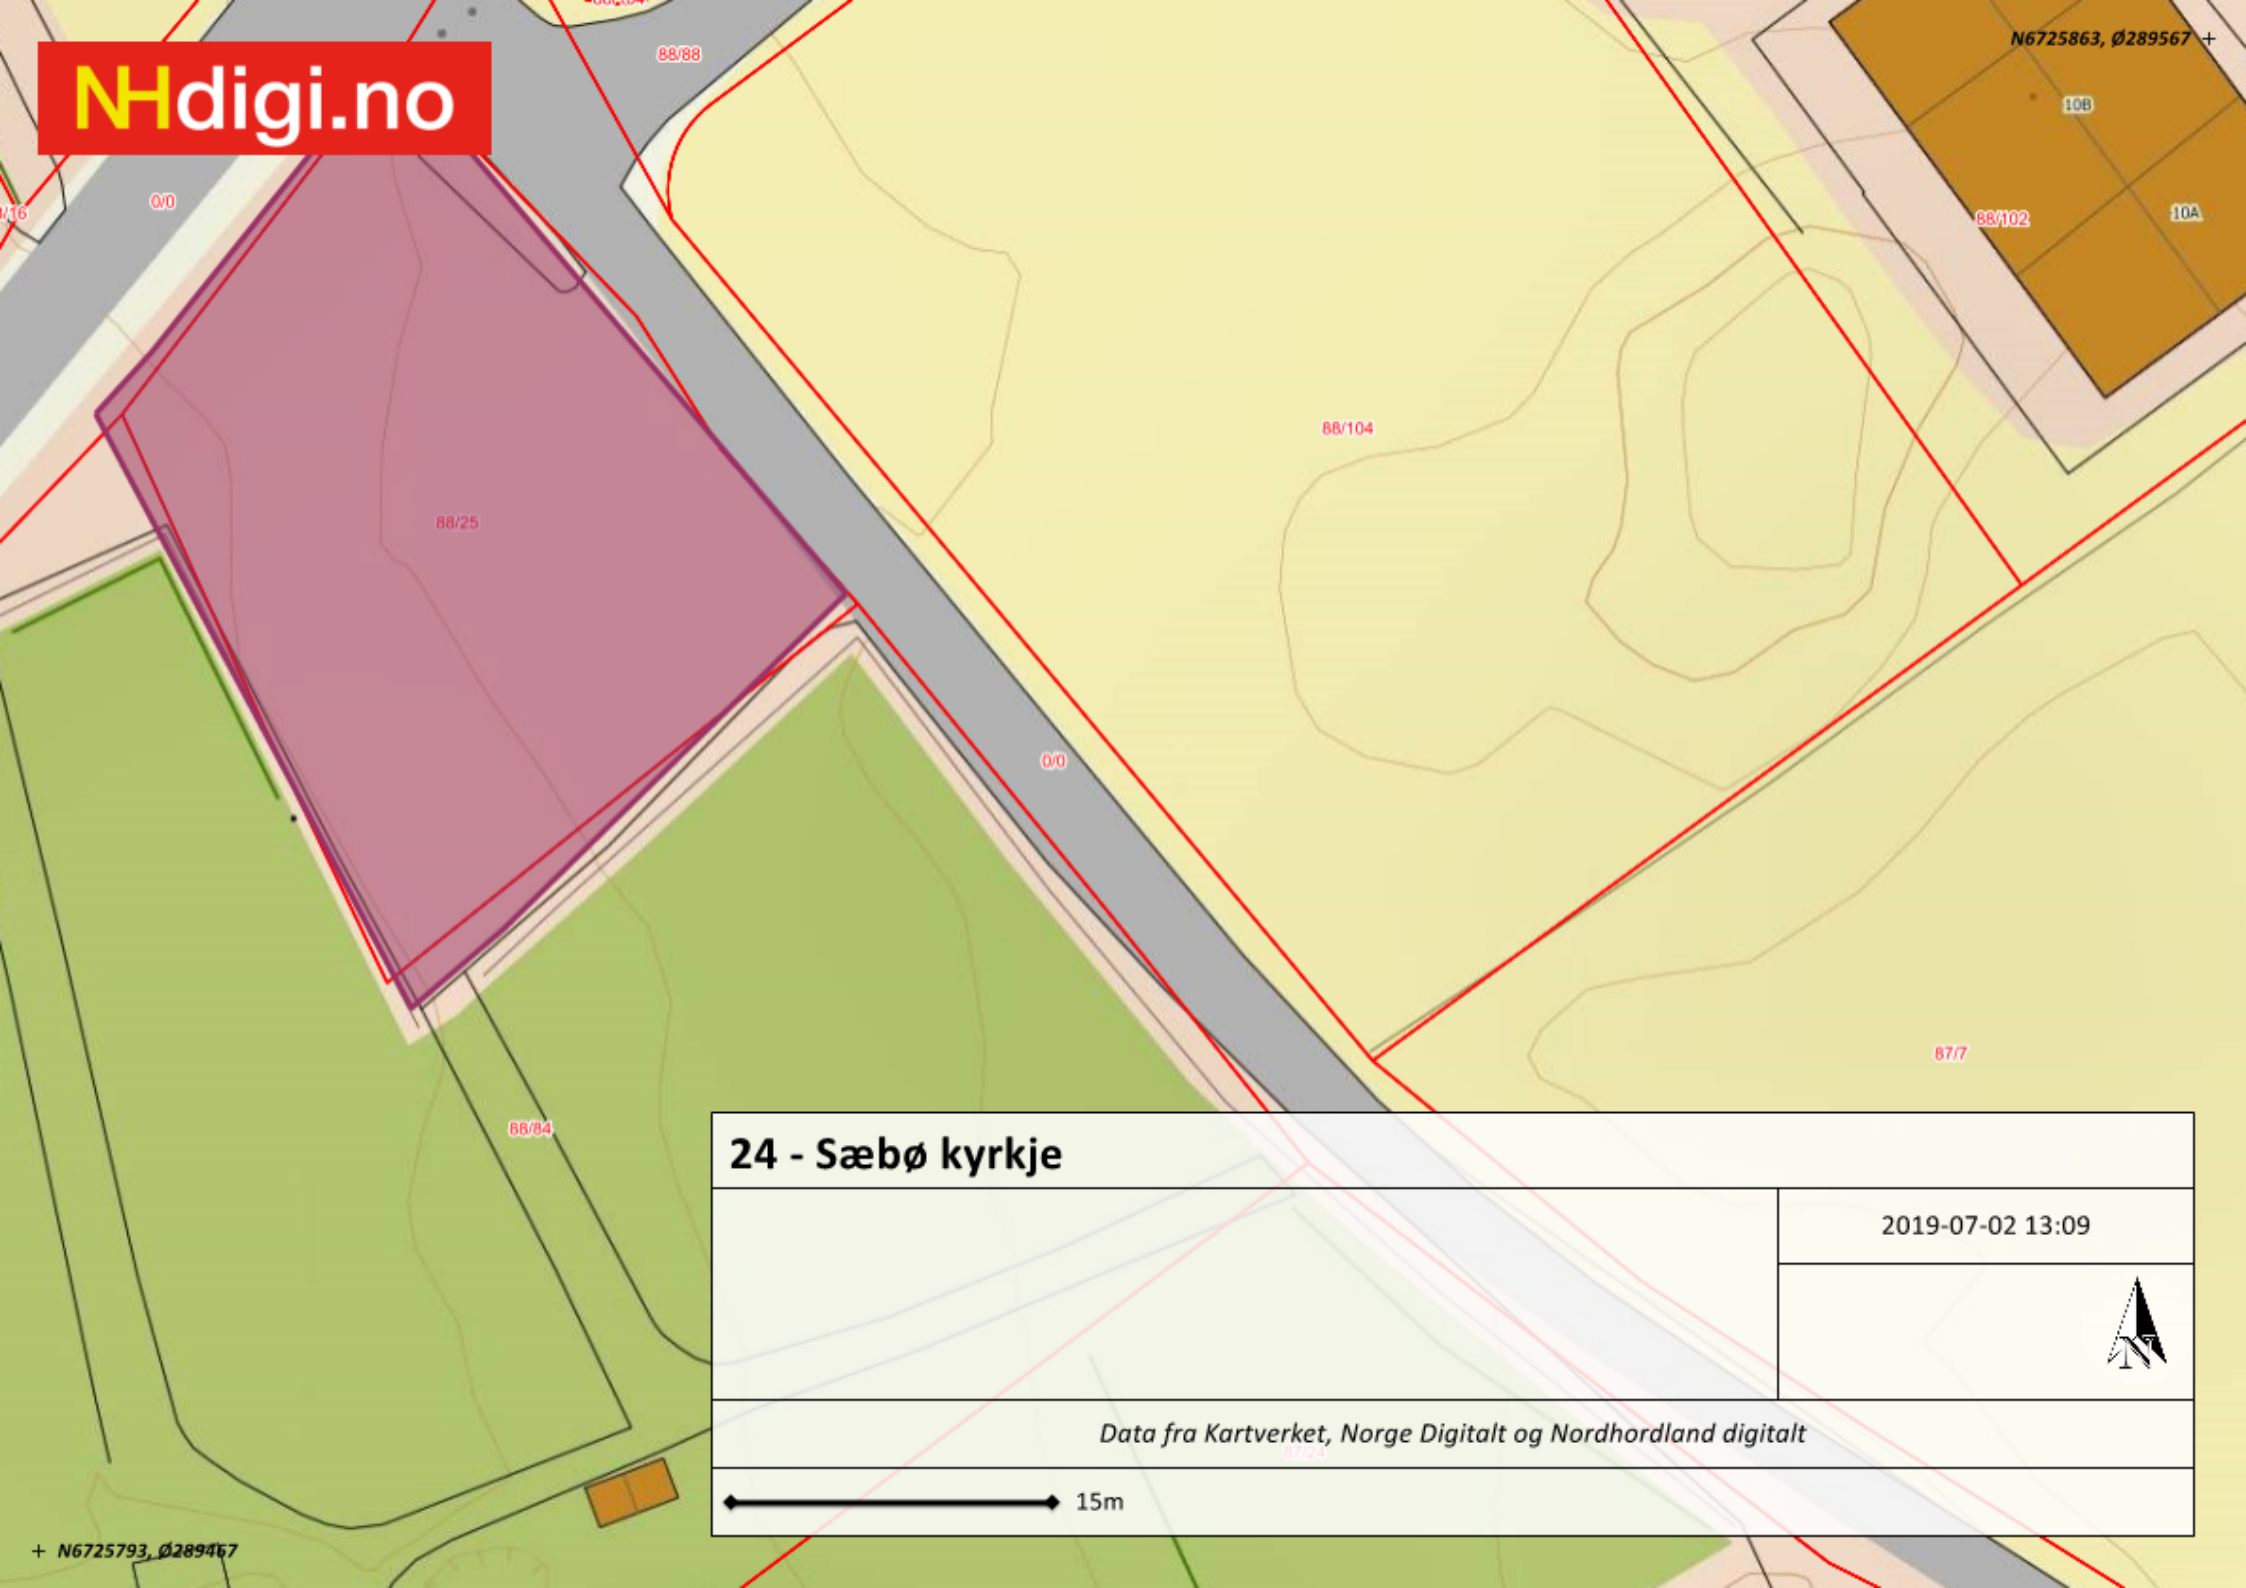 88/88
N6725863, Ø289567
NHdigi.no
10B
0/0
10A
88/102
88/104
88/25
0/0
87/7
88/84
24 - Sæbø kyrkje
2019-07-02 13:09
N
Data fra Kartverket, Norge Digitalt og Nordhordland digitalt
87/24
15m
N6725793, Ø289467